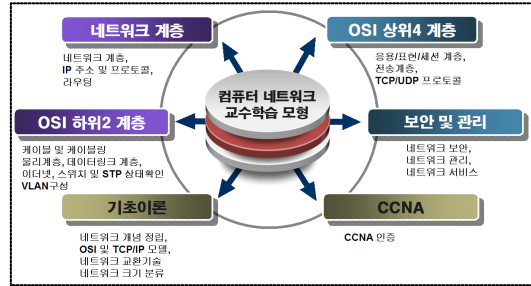 네트워크 계층
네트워크 계층,
IP 주소 및 프로토콜,
라우팅
OSI 상위4 계층
응용/표현/세션 계층,
전송계층,
TCP/UDP 프로토콜
컴퓨터 네트워크
교수학습 모형
OSI 하위2 계층
케이블 및 케이블링
물리계층, 데이터링크 계층,
이더넷, 스위치 및 STP 상태확인
VLAN구성
보안 및 관리
네트워크 보안,
네트워크 관리,
네트워크 서비스
기초이론
네트워크 개념 정립,
OSI 및 TCP/IP 모델,
네트워크 교환기술
네트워크 크기 분류
CCNA
CCNA 인증